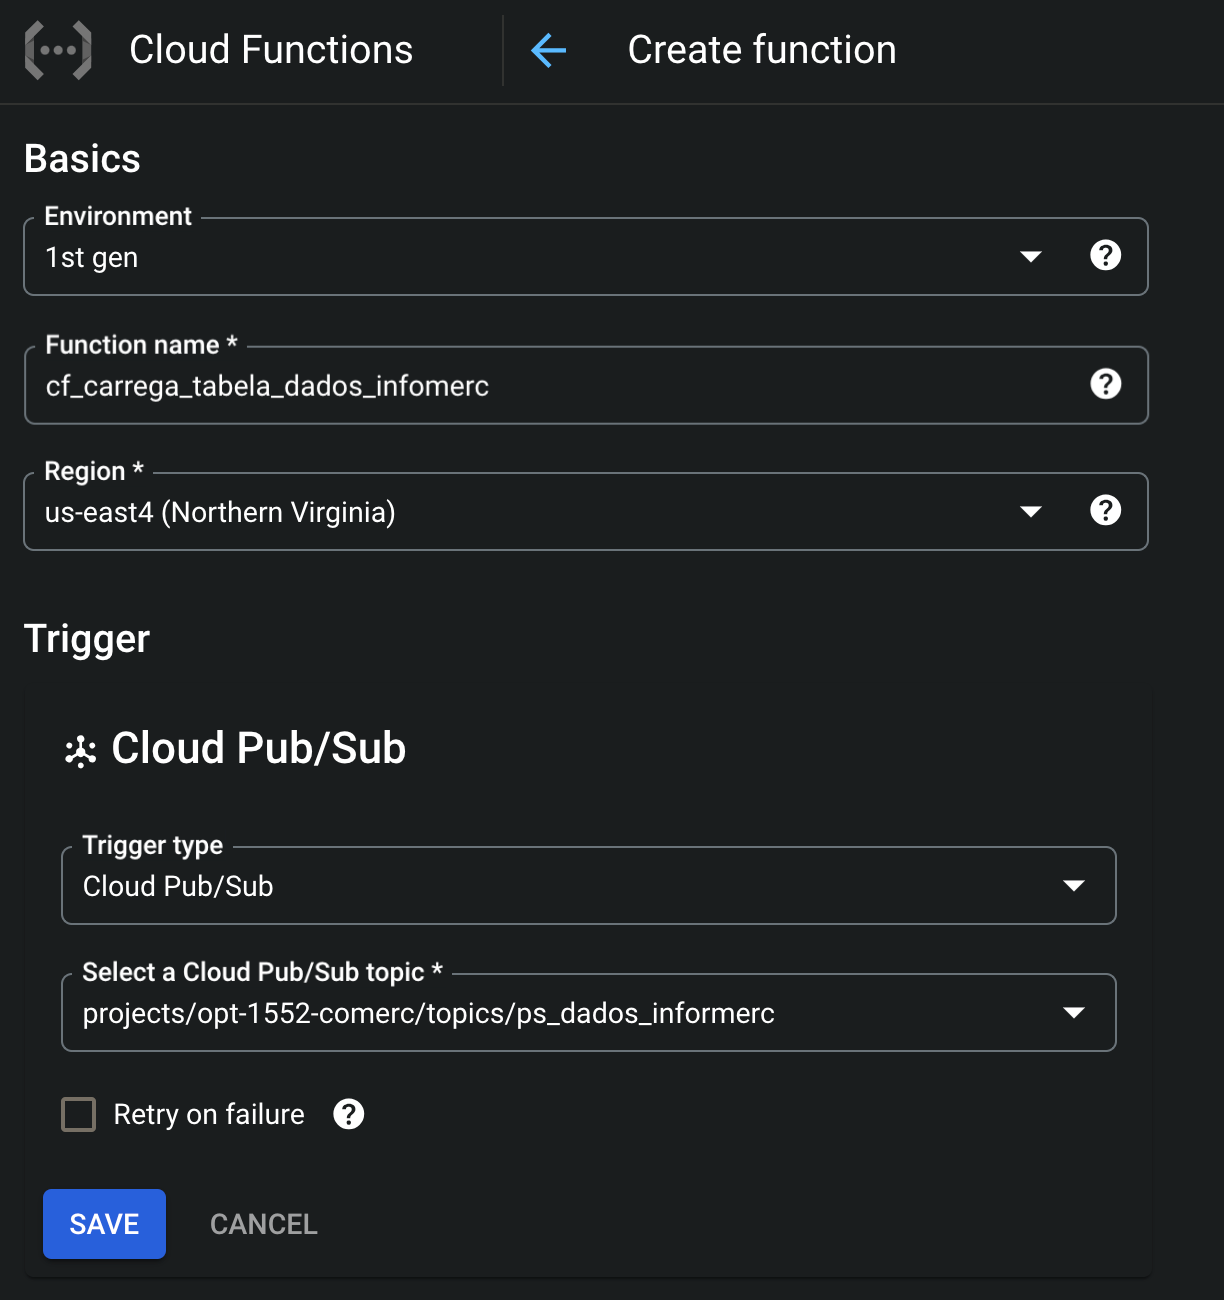 Cloud Functions
Create function
Basics
Environment
1st gen
Function name *
cf_carrega_tabela_dados_infomerc
Region *
us-east4 (Northern Virginia)
Trigger
Cloud Pub/Sub
Trigger type
Cloud Pub/Sub
Select a Cloud Pub/Sub topic *
projects/opt-1552-comerc/topics/ps_dados_informerc
Retry on failure
SAVE
CANCEL